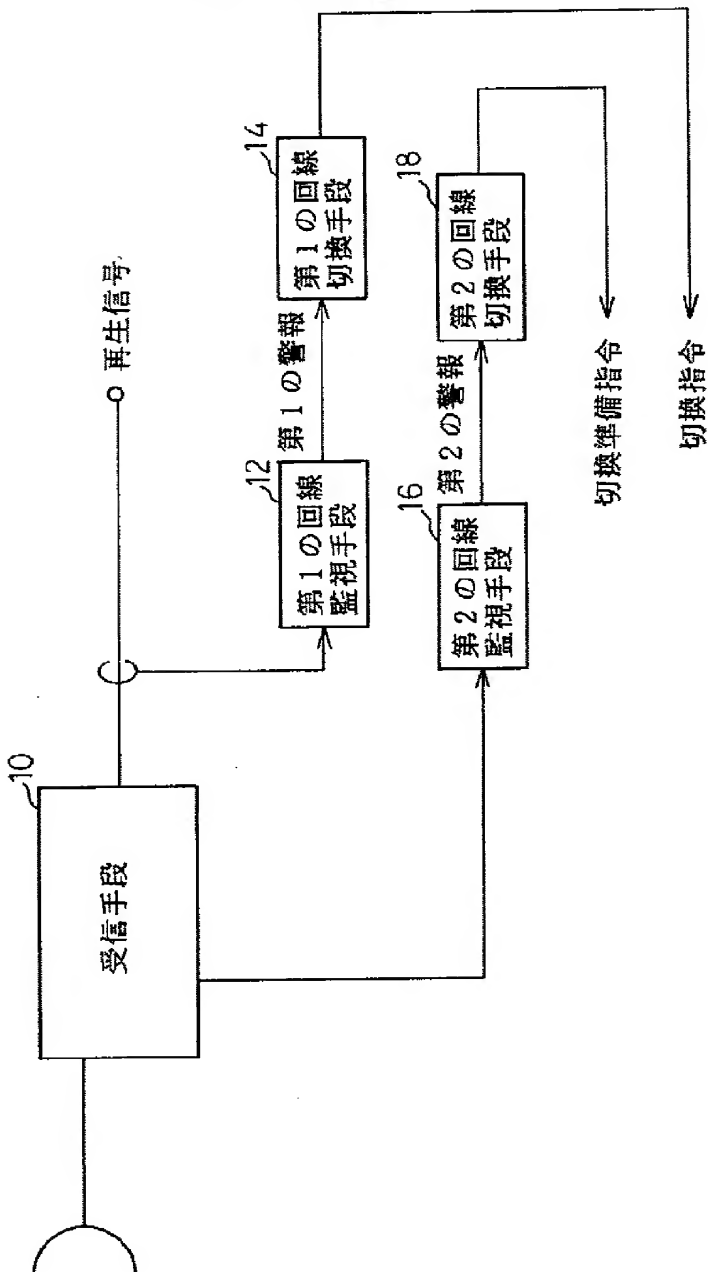 10
受信手段
再生信号
12
第1の回線
監視手段
第1の警報
14
第1の回線
切換手段
16
第2の回線
監視手段
第2の警報
18
第2の回線
切換手段
切換準備指令
切換指令